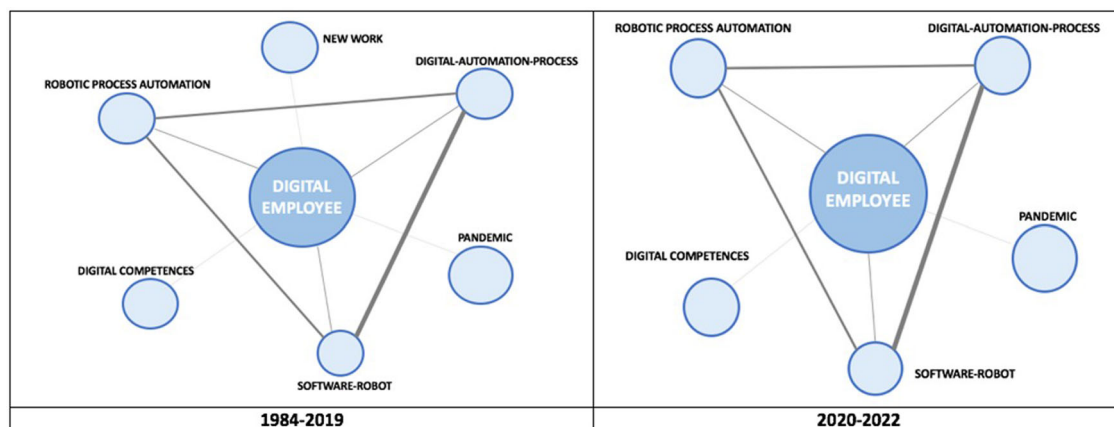 NEW WORK
DIGITAL-AUTOMATION-PROCESS
ROBOTIC PROCESS AUTOMATION
DIGITAL
EMPLOYEE
PANDEMIC
DIGITAL COMPETENCES
SOFTWARE-ROBOT
1984-2019
ROBOTIC PROCESS AUTOMATION
DIGITAL-AUTOMATION-PROCESS
DIGITAL
EMPLOYEE
PANDEMIC
DIGITAL COMPETENCES
SOFTWARE-ROBOT
2020-2022